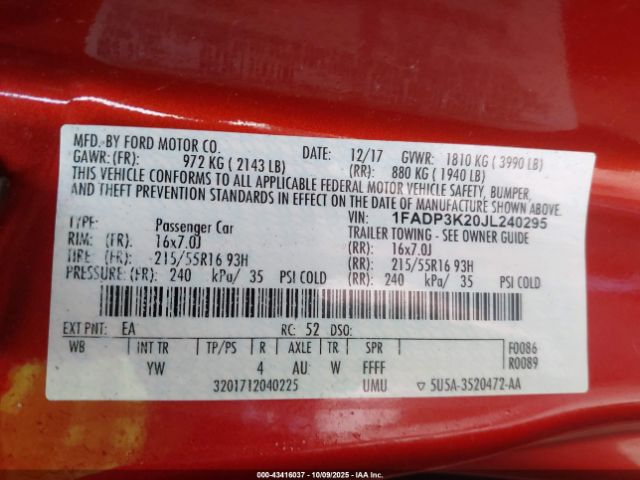 MFD. BY FORD MOTOR CO. DATE: 12/17 GVWR: 1810 KG ( 3990 LB)
GAWR:(FR): 972 KG ( 2143 LB) (RR): 880 KG ( 1940 LB)
THIS VEHICLE CONFORMS TO ALL APPLICABLE FEDERAL MOTOR VEHICLE SAFETY, BUMPER,
AND THEFT PREVENTION STANDARDS IN EFFECT ON THE DATE OF MANUFACTURE SHOWN ABOVE.
VIN: 1FADP3K20JL240295
TYPE: Passenger Car TRAILER TOWING - SEE OWNER GUIDE
RIM: (FR): 16x7.0J (RR): 16x7.0J
TIRE: (FR): 215/55R16 93H (RR): 215/55R16 93H
PRESSURE:(FR): 240 kPa/ 35 PSI COLD (RR): 240 kPa/ 35 PSI COLD
EXT PNT: EA RC: 52 DSO:
WB INT TR TP/PS R AXLE TR SPR F0086
YW 4 AU W FFFF R0089
3201712040225 UMU ▽ 5U5A-3520472-AA
000-43416037 - 10/09/2025 - IAA Inc.